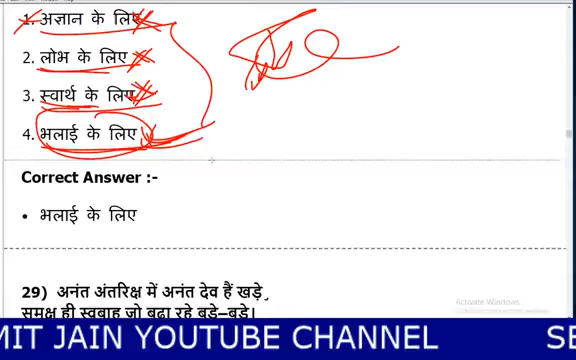 1. अज्ञान के लिए
2. लोभ के लिए
3. स्वार्थ के लिए
4. भलाई के लिए
Correct Answer :-
• भलाई के लिए
29) अनंत अंतरिक्ष में अनंत देव हैं खड़े,
समक्ष ही स्वबाहु जो बढ़ा रहे बड़े–बड़े।
Activate Windows
MIT JAIN YOUTUBE CHANNEL SE